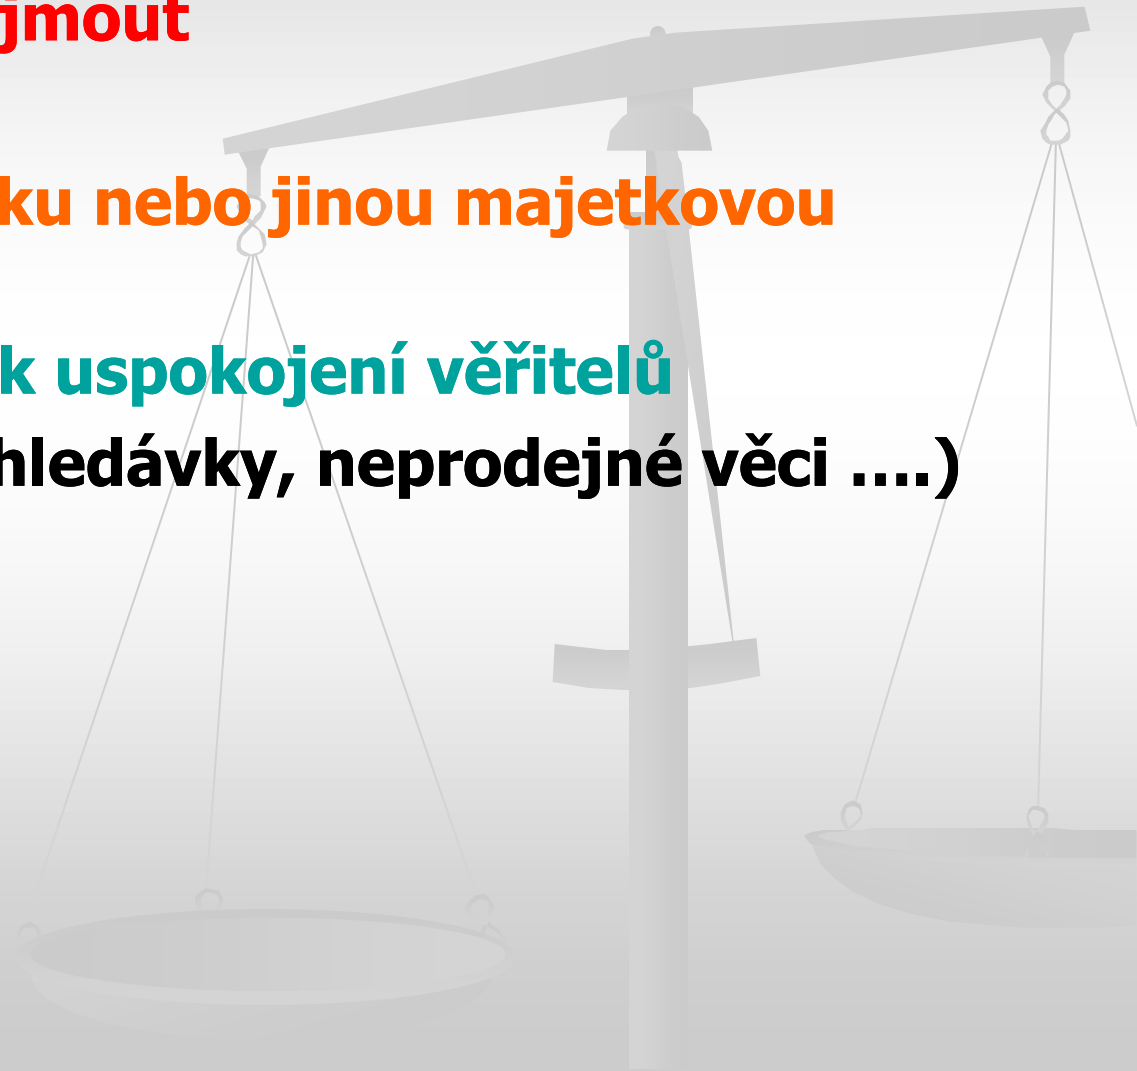 jmout
ku nebo jinou majetkovou
k uspokojení věřitelů
hledávky, neprodejné věci ....)